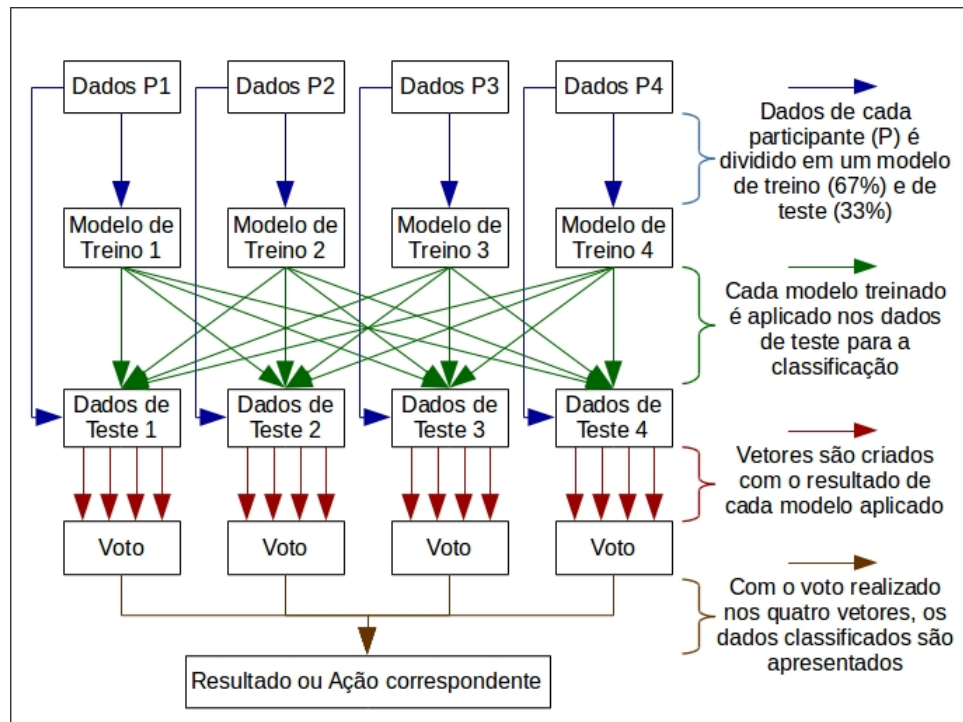 Dados P1
Dados P2
Dados P3
Dados P4
Dados de cada
participante (P) é
dividido em um modelo
de treino (67%) e de
teste (33%)
Modelo de
Treino 1
Modelo de
Treino 2
Modelo de
Treino 3
Modelo de
Treino 4
Cada modelo treinado
é aplicado nos dados
de teste para a
classificação
Dados de
Teste 1
Dados de
Teste 2
Dados de
Teste 3
Dados de
Teste 4
Vetores são criados
com o resultado de
cada modelo aplicado
Voto
Voto
Voto
Voto
Com o voto realizado
nos quatro vetores, os
dados classificados são
apresentados
Resultado ou Ação correspondente